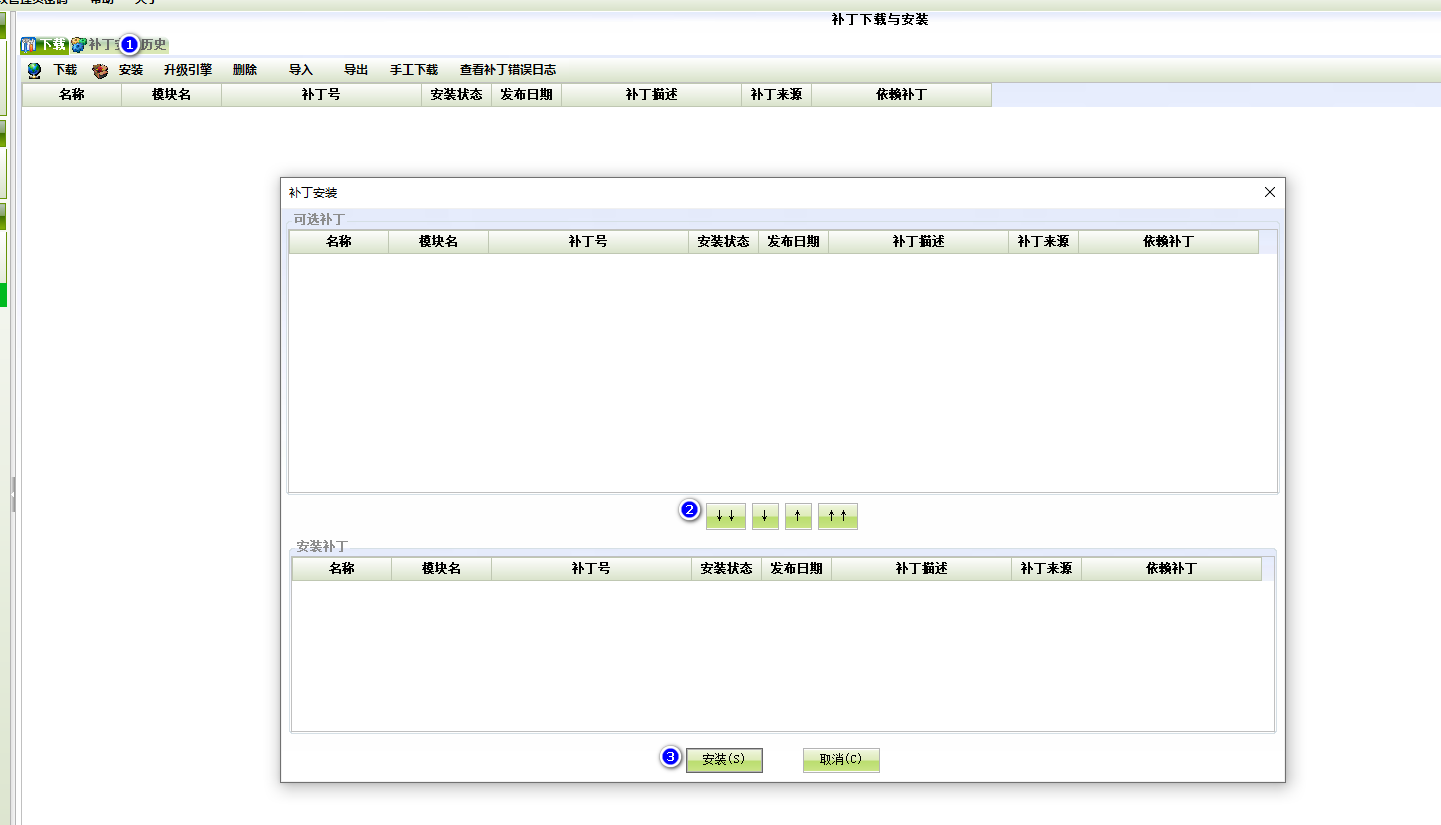 帮助
补丁下载与安装
下载 补丁安 1 历史
下载 安装 升级引擎 删除 导入 导出 手工下载 查看补丁错误日志
名称 模块名 补丁号 安装状态 发布日期 补丁描述 补丁来源 依赖补丁
补丁安装
可选补丁
名称 模块名 补丁号 安装状态 发布日期 补丁描述 补丁来源 依赖补丁
2 ↓↓ ↓ ↑ ↑↑
安装补丁
名称 模块名 补丁号 安装状态 发布日期 补丁描述 补丁来源 依赖补丁
3 安装(S) 取消(C)